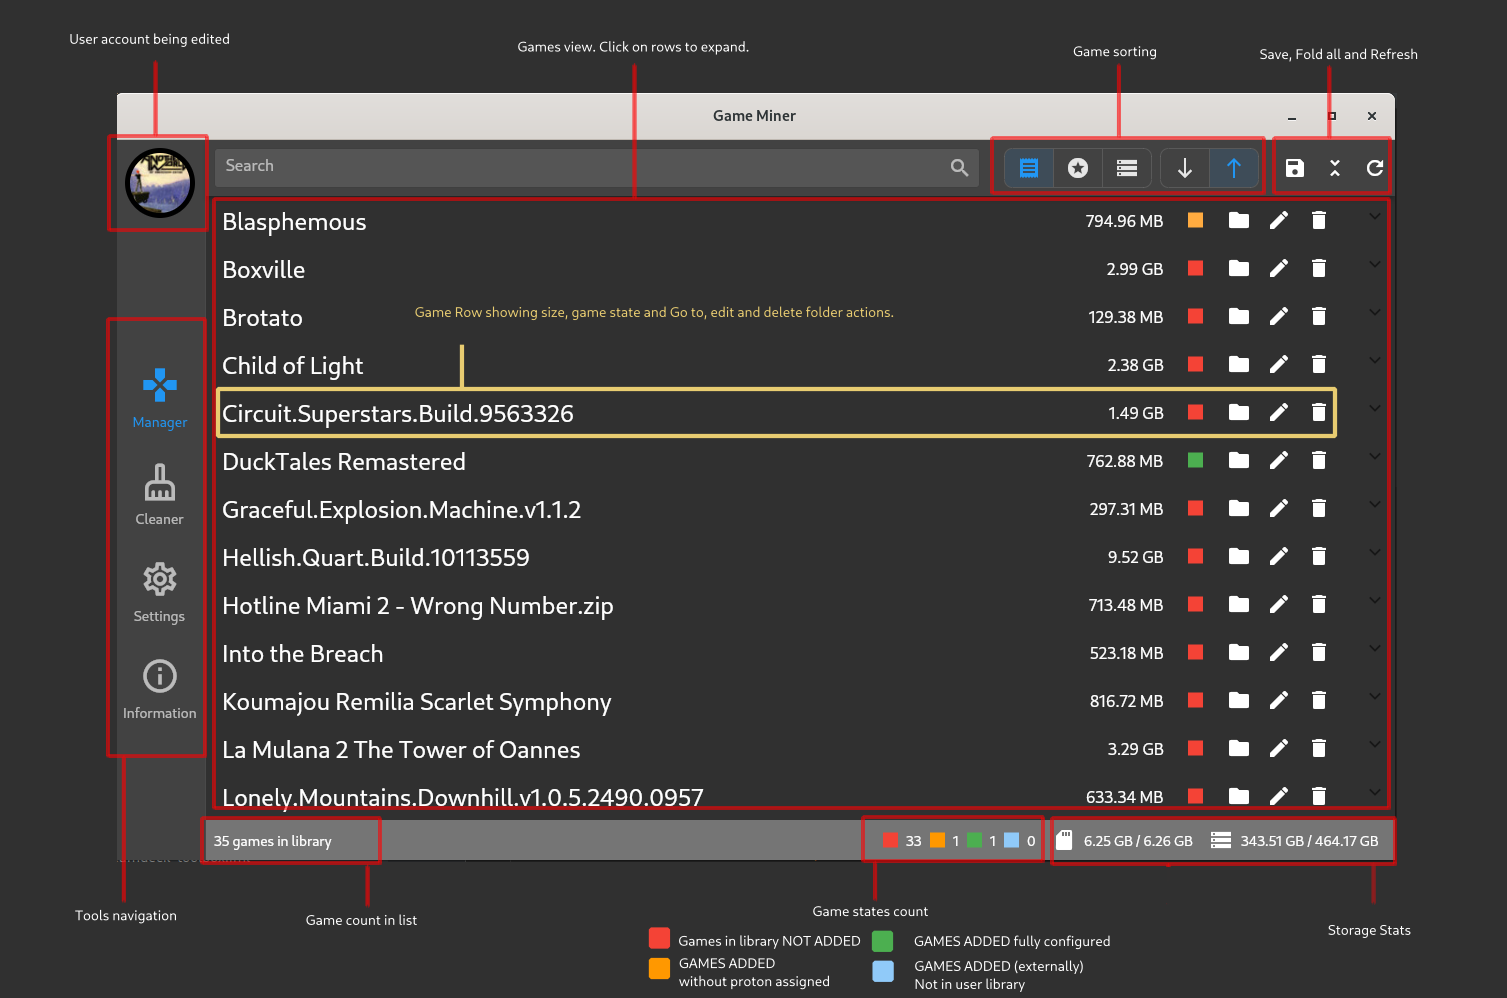 User account being edited
Games view. Click on rows to expand.
Game sorting
Save, Fold all and Refresh
Game Miner
Search
Blasphemous 794.96 MB
Boxville 2.99 GB
Game Row showing size, game state and Go to, edit and delete folder actions.
Brotato 129.38 MB
Child of Light 2.38 GB
Manager
Circuit.Superstars.Build.9563326 1.49 GB
DuckTales Remastered 762.88 MB
Graceful.Explosion.Machine.v1.1.2 297.31 MB
Cleaner
Hellish.Quart.Build.10113559 9.52 GB
Hotline Miami 2 - Wrong Number.zip 713.48 MB
Settings
Into the Breach 523.18 MB
Koumajou Remilia Scarlet Symphony 816.72 MB
Information
La Mulana 2 The Tower of Oannes 3.29 GB
Lonely.Mountains.Downhill.v1.0.5.2490.0957 633.34 MB
35 games in library 33 1 1 0 6.25 GB / 6.26 GB 343.51 GB / 464.17 GB
Tools navigation
Game count in list
Game states count
Storage Stats
Games in library NOT ADDED
GAMES ADDED fully configured
GAMES ADDED
without proton assigned
GAMES ADDED (externally)
Not in user library